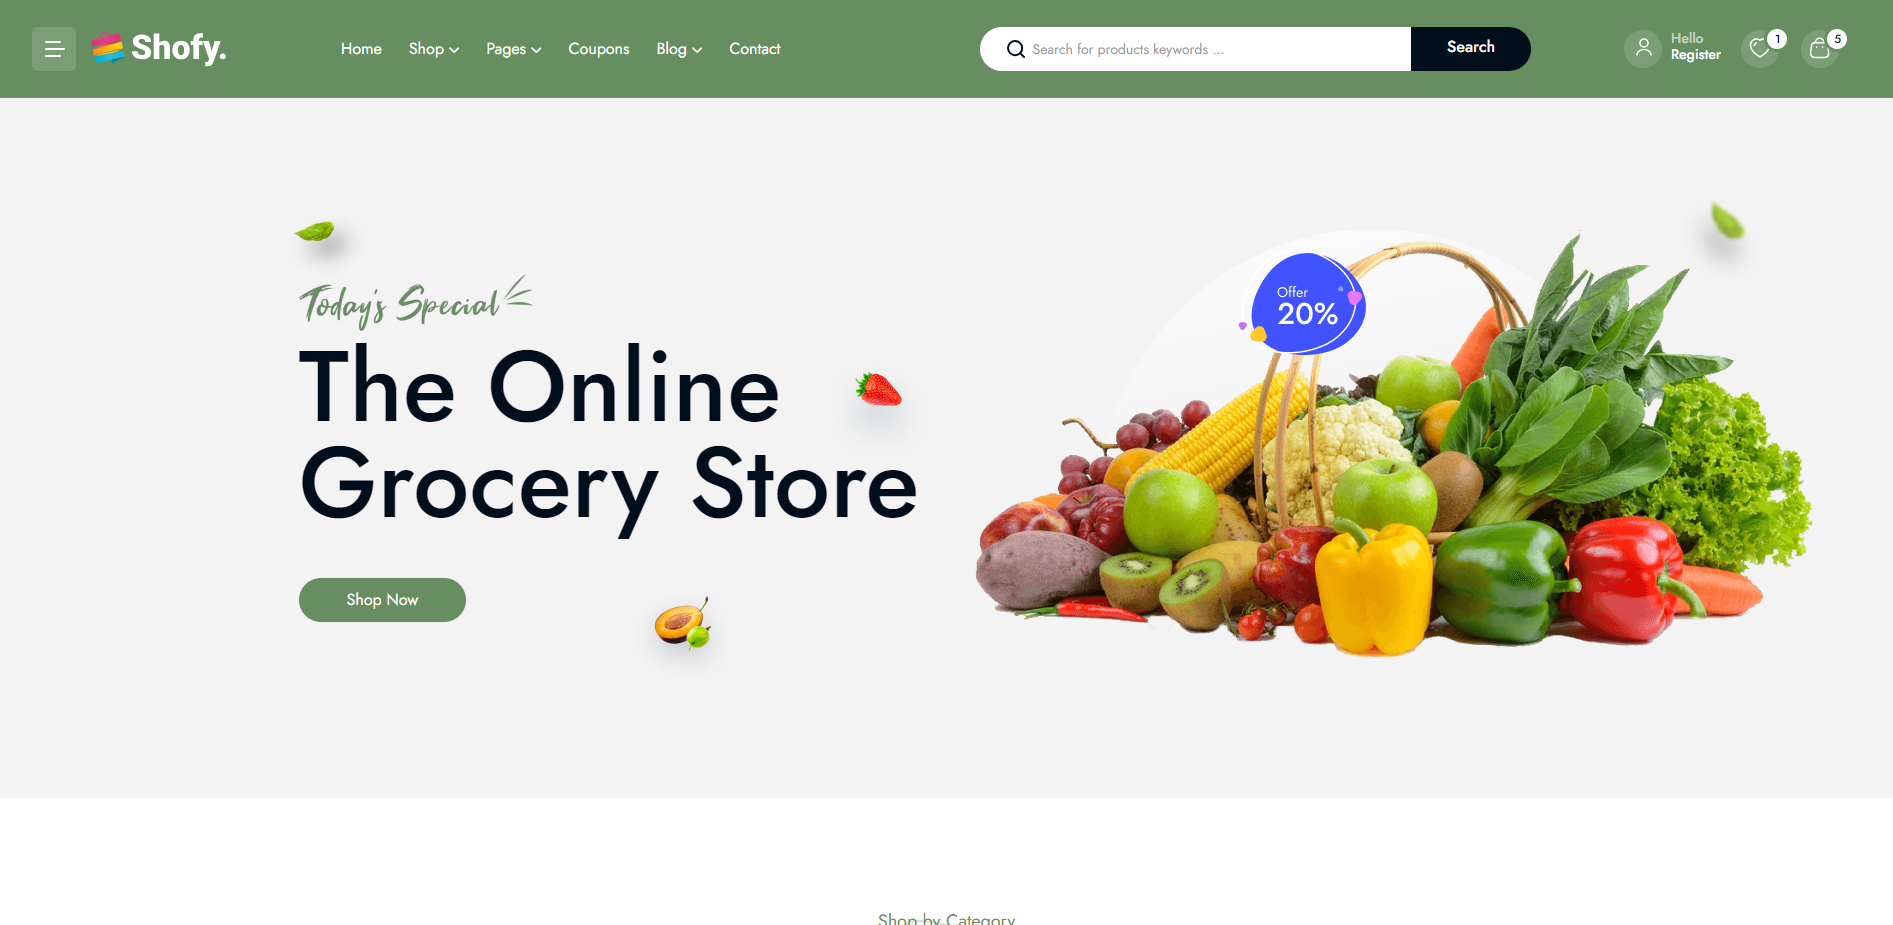 Shofy.
Home Shop Pages Coupons Blog Contact
Search for products keywords ...
Search
Hello
Register
1
5
Today's Special
The Online
Grocery Store
Shop Now
Offer
20%
Shop by Category